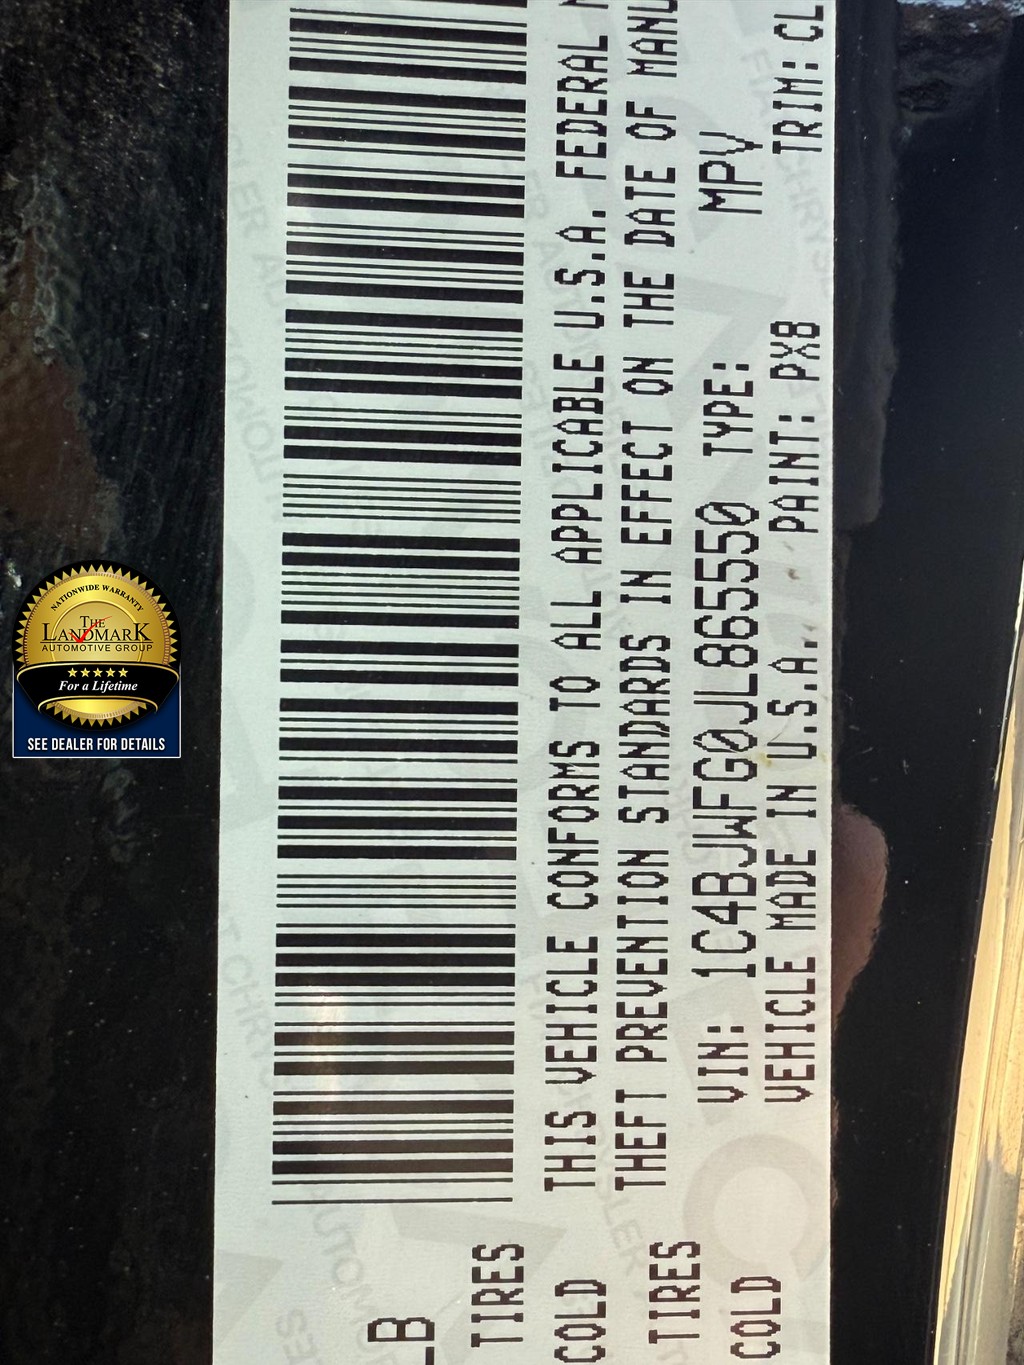 LB
TIRES
COLD
TIRES
COLD
THIS VEHICLE CONFORMS TO ALL APPLICABLE U.S.A. FEDERAL
THEFT PREVENTION STANDARDS IN EFFECT ON THE DATE OF MANU
VIN: 1C4BJWFG0JL865550 TYPE: MPV
VEHICLE MADE IN U.S.A. PAINT: PX8 TRIM: CL
NATIONWIDE WARRANTY
THE
LANDMARK
AUTOMOTIVE GROUP
For a Lifetime
SEE DEALER FOR DETAILS